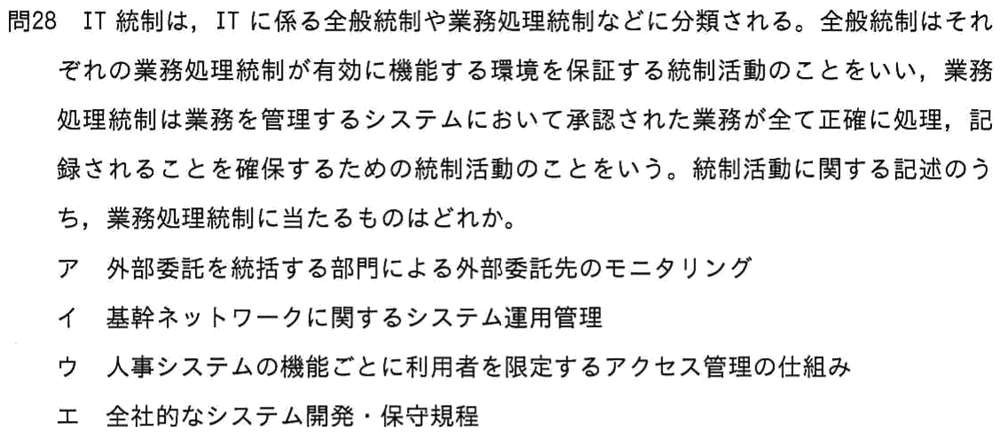 問28　IT 統制は，IT に係る全般統制や業務処理統制などに分類される。全般統制はそれ
ぞれの業務処理統制が有効に機能する環境を保証する統制活動のことをいい，業務
処理統制は業務を管理するシステムにおいて承認された業務が全て正確に処理，記
録されることを確保するための統制活動のことをいう。統制活動に関する記述のう
ち，業務処理統制に当たるものはどれか。
ア　外部委託を統括する部門による外部委託先のモニタリング
イ　基幹ネットワークに関するシステム運用管理
ウ　人事システムの機能ごとに利用者を限定するアクセス管理の仕組み
エ　全社的なシステム開発・保守規程